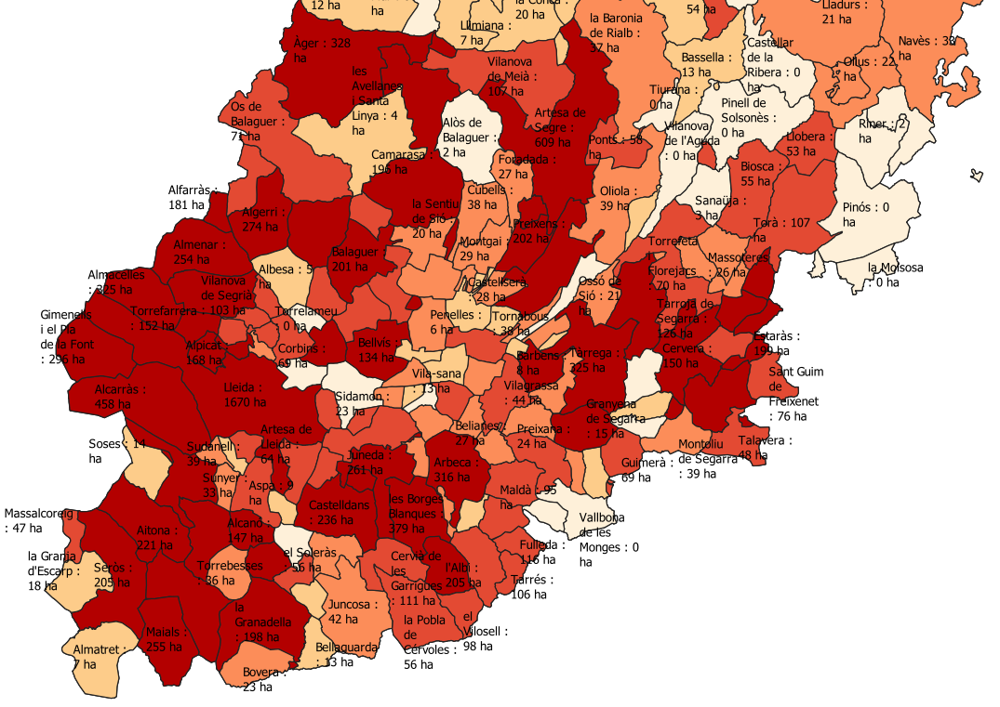 12 ha
ha
la Conca :
20 ha
54 ha
Lladurs :
21 ha
Llimiana :
7 ha
la Baronia
de Rialb :
37 ha
Àger : 328
ha
Castellar
de la
Ribera : 0
ha
Navès : 33
ha
Bassella :
13 ha
Olius : 22
ha
les
Avellanes
i Santa
Linya : 4
ha
Vilanova
de Meià :
107 ha
Tiurana : 0
0 ha
Pinell de
Solsonès :
0 ha
Os de
Balaguer :
71 ha
Alòs de
Balaguer :
2 ha
Artesa de
Segre :
609 ha
Ponts : 58
ha
Vilanova
de l'Aguda
: 0 ha
Llobera :
53 ha
Riner : 2
ha
Camarasa :
196 ha
Foradada :
27 ha
Biosca :
55 ha
Alfarràs :
181 ha
Cubells :
38 ha
Oliola :
39 ha
Sanaüja :
3 ha
Pinós : 0
ha
Algerri :
274 ha
la Sentiu
de Sió :
20 ha
Preixens :
202 ha
Torà : 107
ha
Almenar :
254 ha
Balaguer :
201 ha
Montgai :
29 ha
Torrefeta
i
Florejacs
: 70 ha
Massoteres
: 26 ha
la Molsosa
: 0 ha
Albesa : 5
ha
Almacelles
: 325 ha
Vilanova
de Segrià
: 103 ha
Castellserà
: 28 ha
Ossó de
Sió : 21
ha
Torrefarrera
: 152 ha
Torrelameu
: 0 ha
Penelles :
6 ha
Tornabous
: 38 ha
Tarroja de
Segarra :
126 ha
Gimenells
i el Pla
de la Font
: 296 ha
Alpicat :
168 ha
Corbins :
69 ha
Bellvís :
134 ha
Barbens :
8 ha
Tàrrega :
325 ha
Cervera :
150 ha
Estaràs :
199 ha
Alcarràs :
458 ha
Lleida :
1670 ha
Sidamon :
23 ha
Vila-sana
: 13 ha
Vilagrassa
: 44 ha
Granyena
de Segarra
: 15 ha
Sant Guim
de
Freixenet
: 76 ha
Soses : 14
ha
Sudanell :
39 ha
Artesa de
Lleida :
64 ha
Belianes :
27 ha
Preixana :
24 ha
Montoliu
de Segarra
: 39 ha
Talavera :
48 ha
Sunyer :
33 ha
Aspa : 9
ha
Juneda :
261 ha
Arbeca :
316 ha
Guimerà :
69 ha
Maldà : 95
ha
Massalcoreig
: 47 ha
Aitona :
221 ha
Alcanó :
147 ha
Castelldans
: 236 ha
les Borges
Blanques :
379 ha
Vallbona
de les
Monges : 0
ha
la Granja
d'Escarp :
18 ha
Seròs :
205 ha
Torrebesses
: 36 ha
el Soleràs
: 56 ha
Cervià de
les
Garrigues
: 111 ha
l'Albi :
205 ha
Fulleda :
116 ha
Tarrés :
106 ha
Almatret :
7 ha
Maials :
255 ha
la
Granadella
: 198 ha
Juncosa :
42 ha
la Pobla
de
Cérvoles :
56 ha
el
Vilosell :
98 ha
Bellaguarda
: 13 ha
Bovera :
23 ha